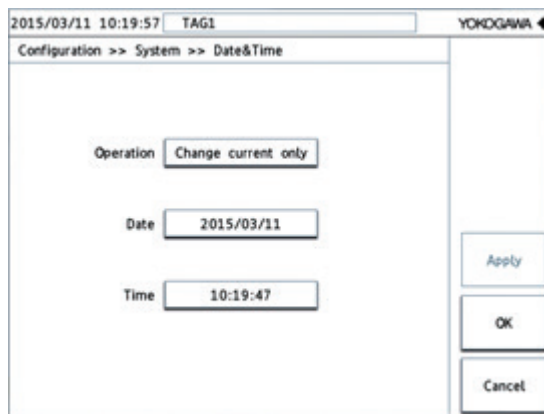 2015/03/11 10:19:57 TAG1 YOKOGAWA
Configuration >> System >> Date&Time
Operation Change current only
Date 2015/03/11
Time 10:19:47
Apply
OK
Cancel